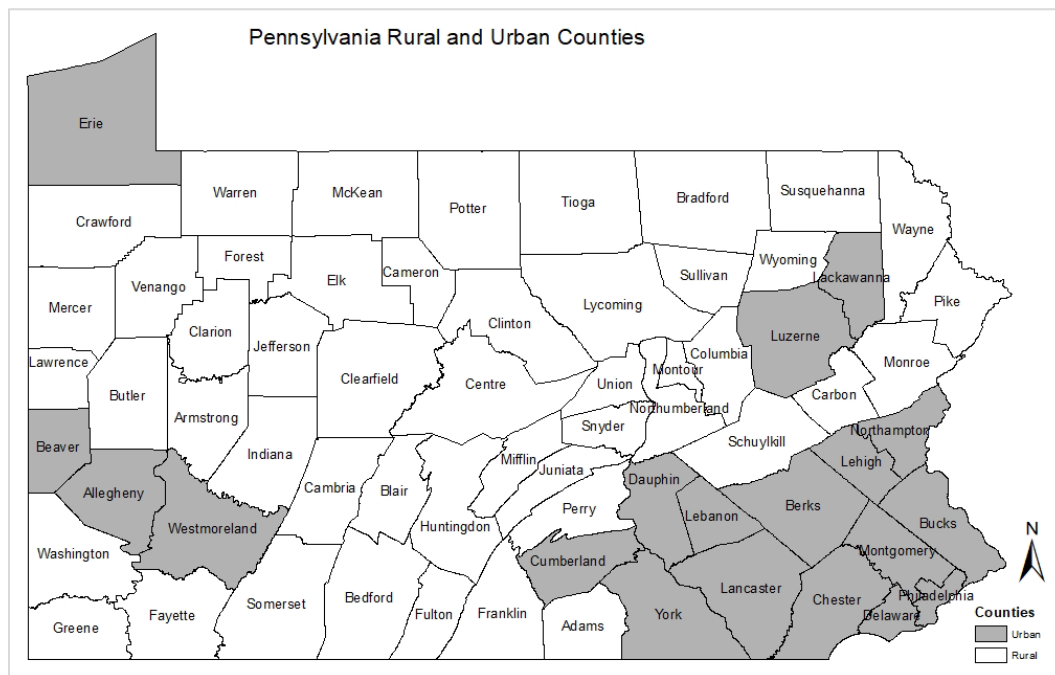 Pennsylvania Rural and Urban Counties
Erie
Warren
McKean
Potter
Tioga
Bradford
Susquehanna
Crawford
Wayne
Forest
Elk
Cameron
Sullivan
Wyoming
Lackawanna
Venango
Mercer
Lycoming
Pike
Clarion
Clinton
Luzerne
Jefferson
Columbia
Lawrence
Montour
Monroe
Clearfield
Centre
Union
Butler
Carbon
Armstrong
Northumberland
Snyder
Northampton
Schuylkill
Beaver
Indiana
Mifflin
Juniata
Lehigh
Allegheny
Cambria
Blair
Dauphin
Perry
Lebanon
Berks
Westmoreland
Huntingdon
Bucks
Washington
Cumberland
Montgomery
N
Lancaster
Somerset
Bedford
Philadelphia
Chester
Fulton
Franklin
York
Delaware
Fayette
Greene
Adams
Counties
Urban
Rural